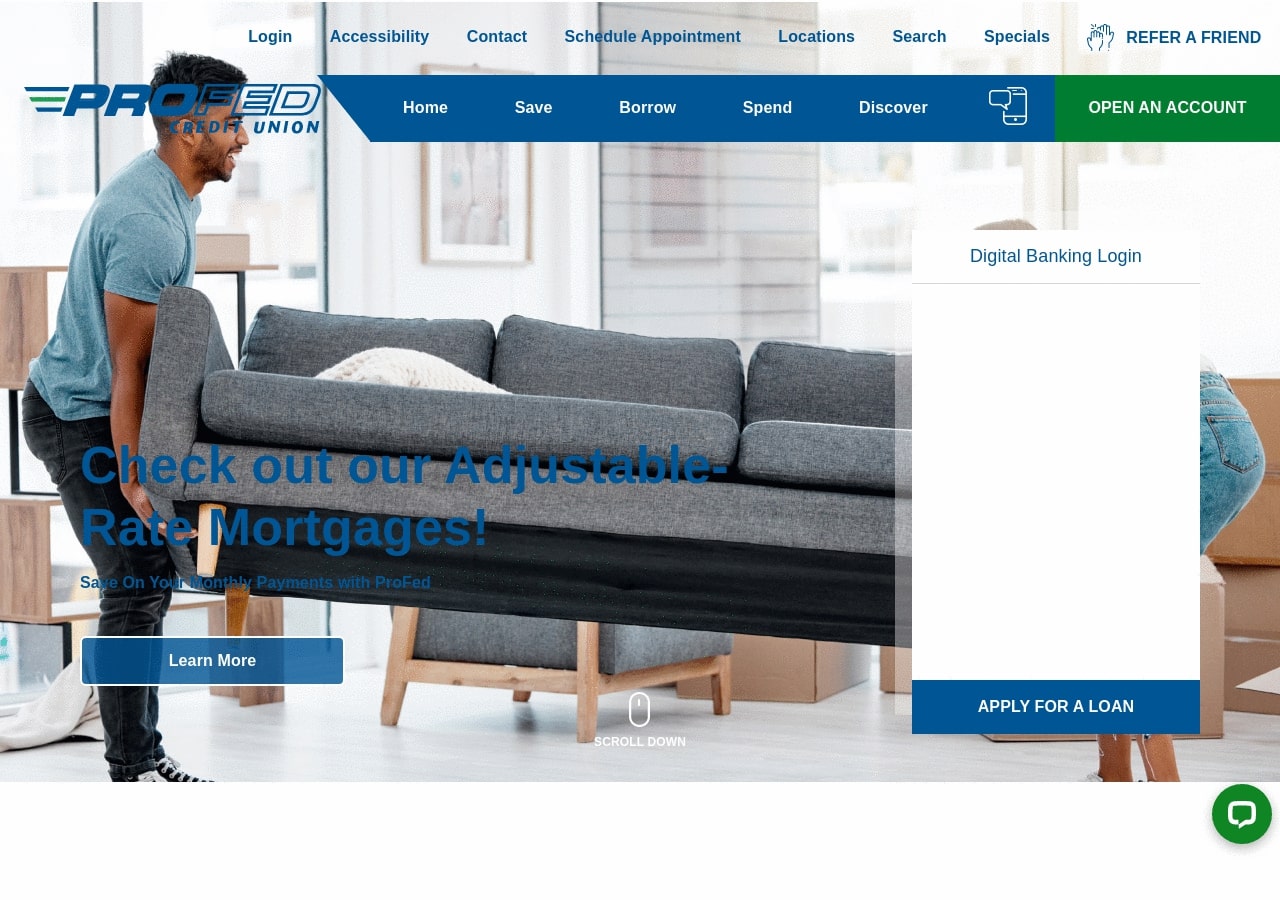 Login Accessibility Contact Schedule Appointment Locations Search Specials REFER A FRIEND
PROFED
CREDIT UNION
Home Save Borrow Spend Discover OPEN AN ACCOUNT
Digital Banking Login
Check out our Adjustable-
Rate Mortgages!
Save On Your Monthly Payments with ProFed
Learn More
APPLY FOR A LOAN
SCROLL DOWN